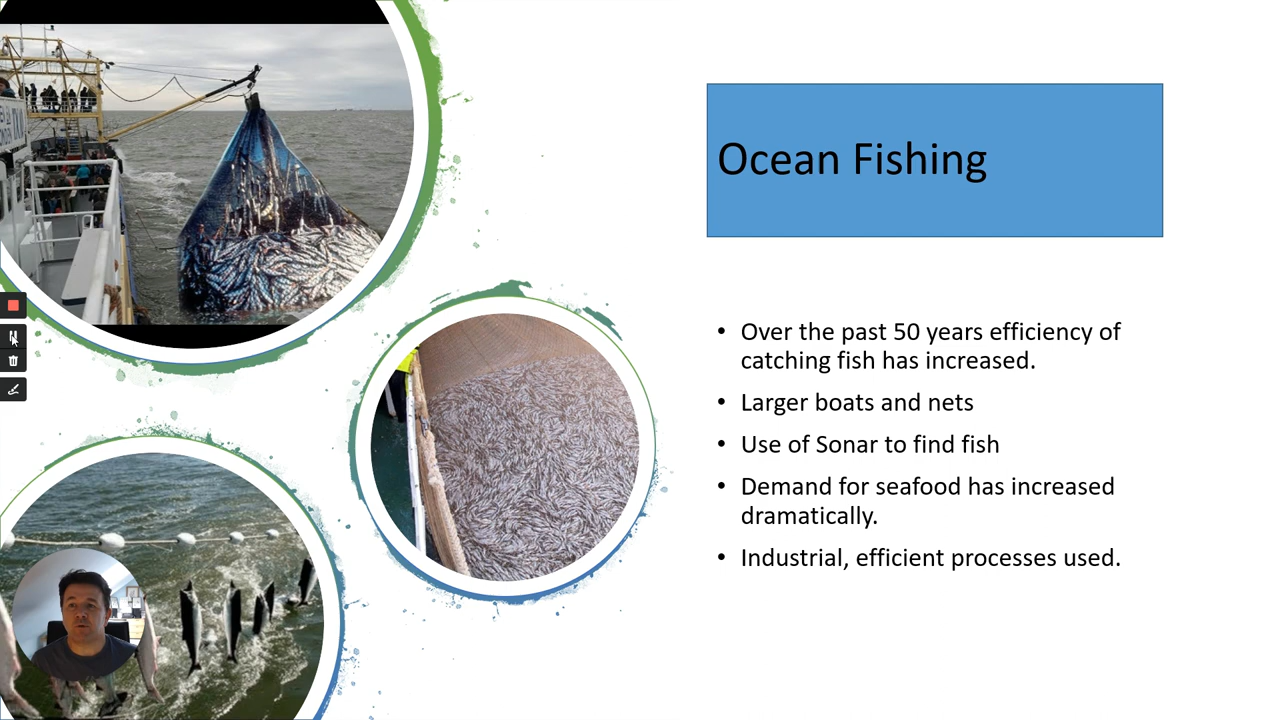 Ocean Fishing
• Over the past 50 years efficiency of
catching fish has increased.
• Larger boats and nets
• Use of Sonar to find fish
• Demand for seafood has increased
dramatically.
• Industrial, efficient processes used.